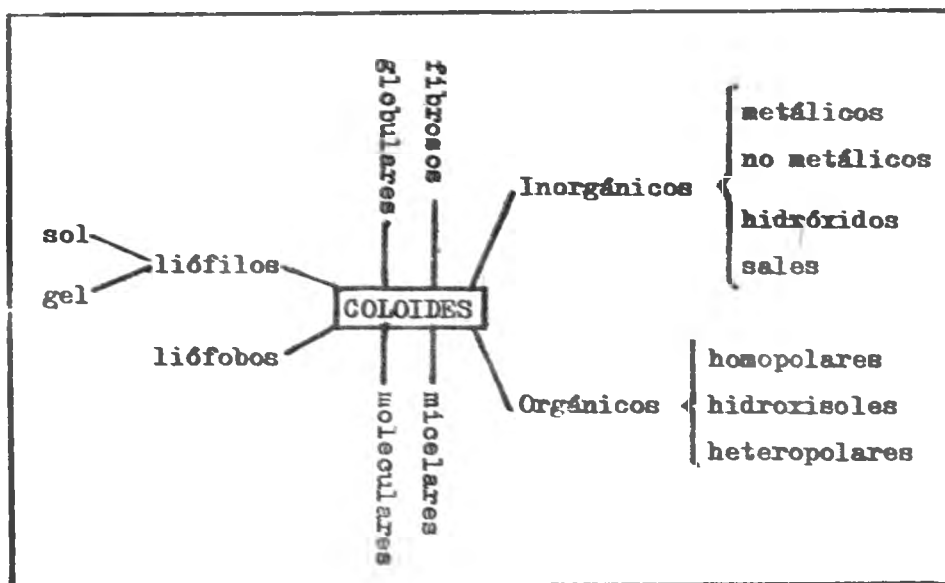 globulares
fibrosos
Inorgánicos
metálicos
no metálicos
hidróxidos
sales
sol
gel
liófilos
liófobos
COLOIDES
moleculares
micelares
Orgánicos
homopolares
hidroxisoles
heteropolares